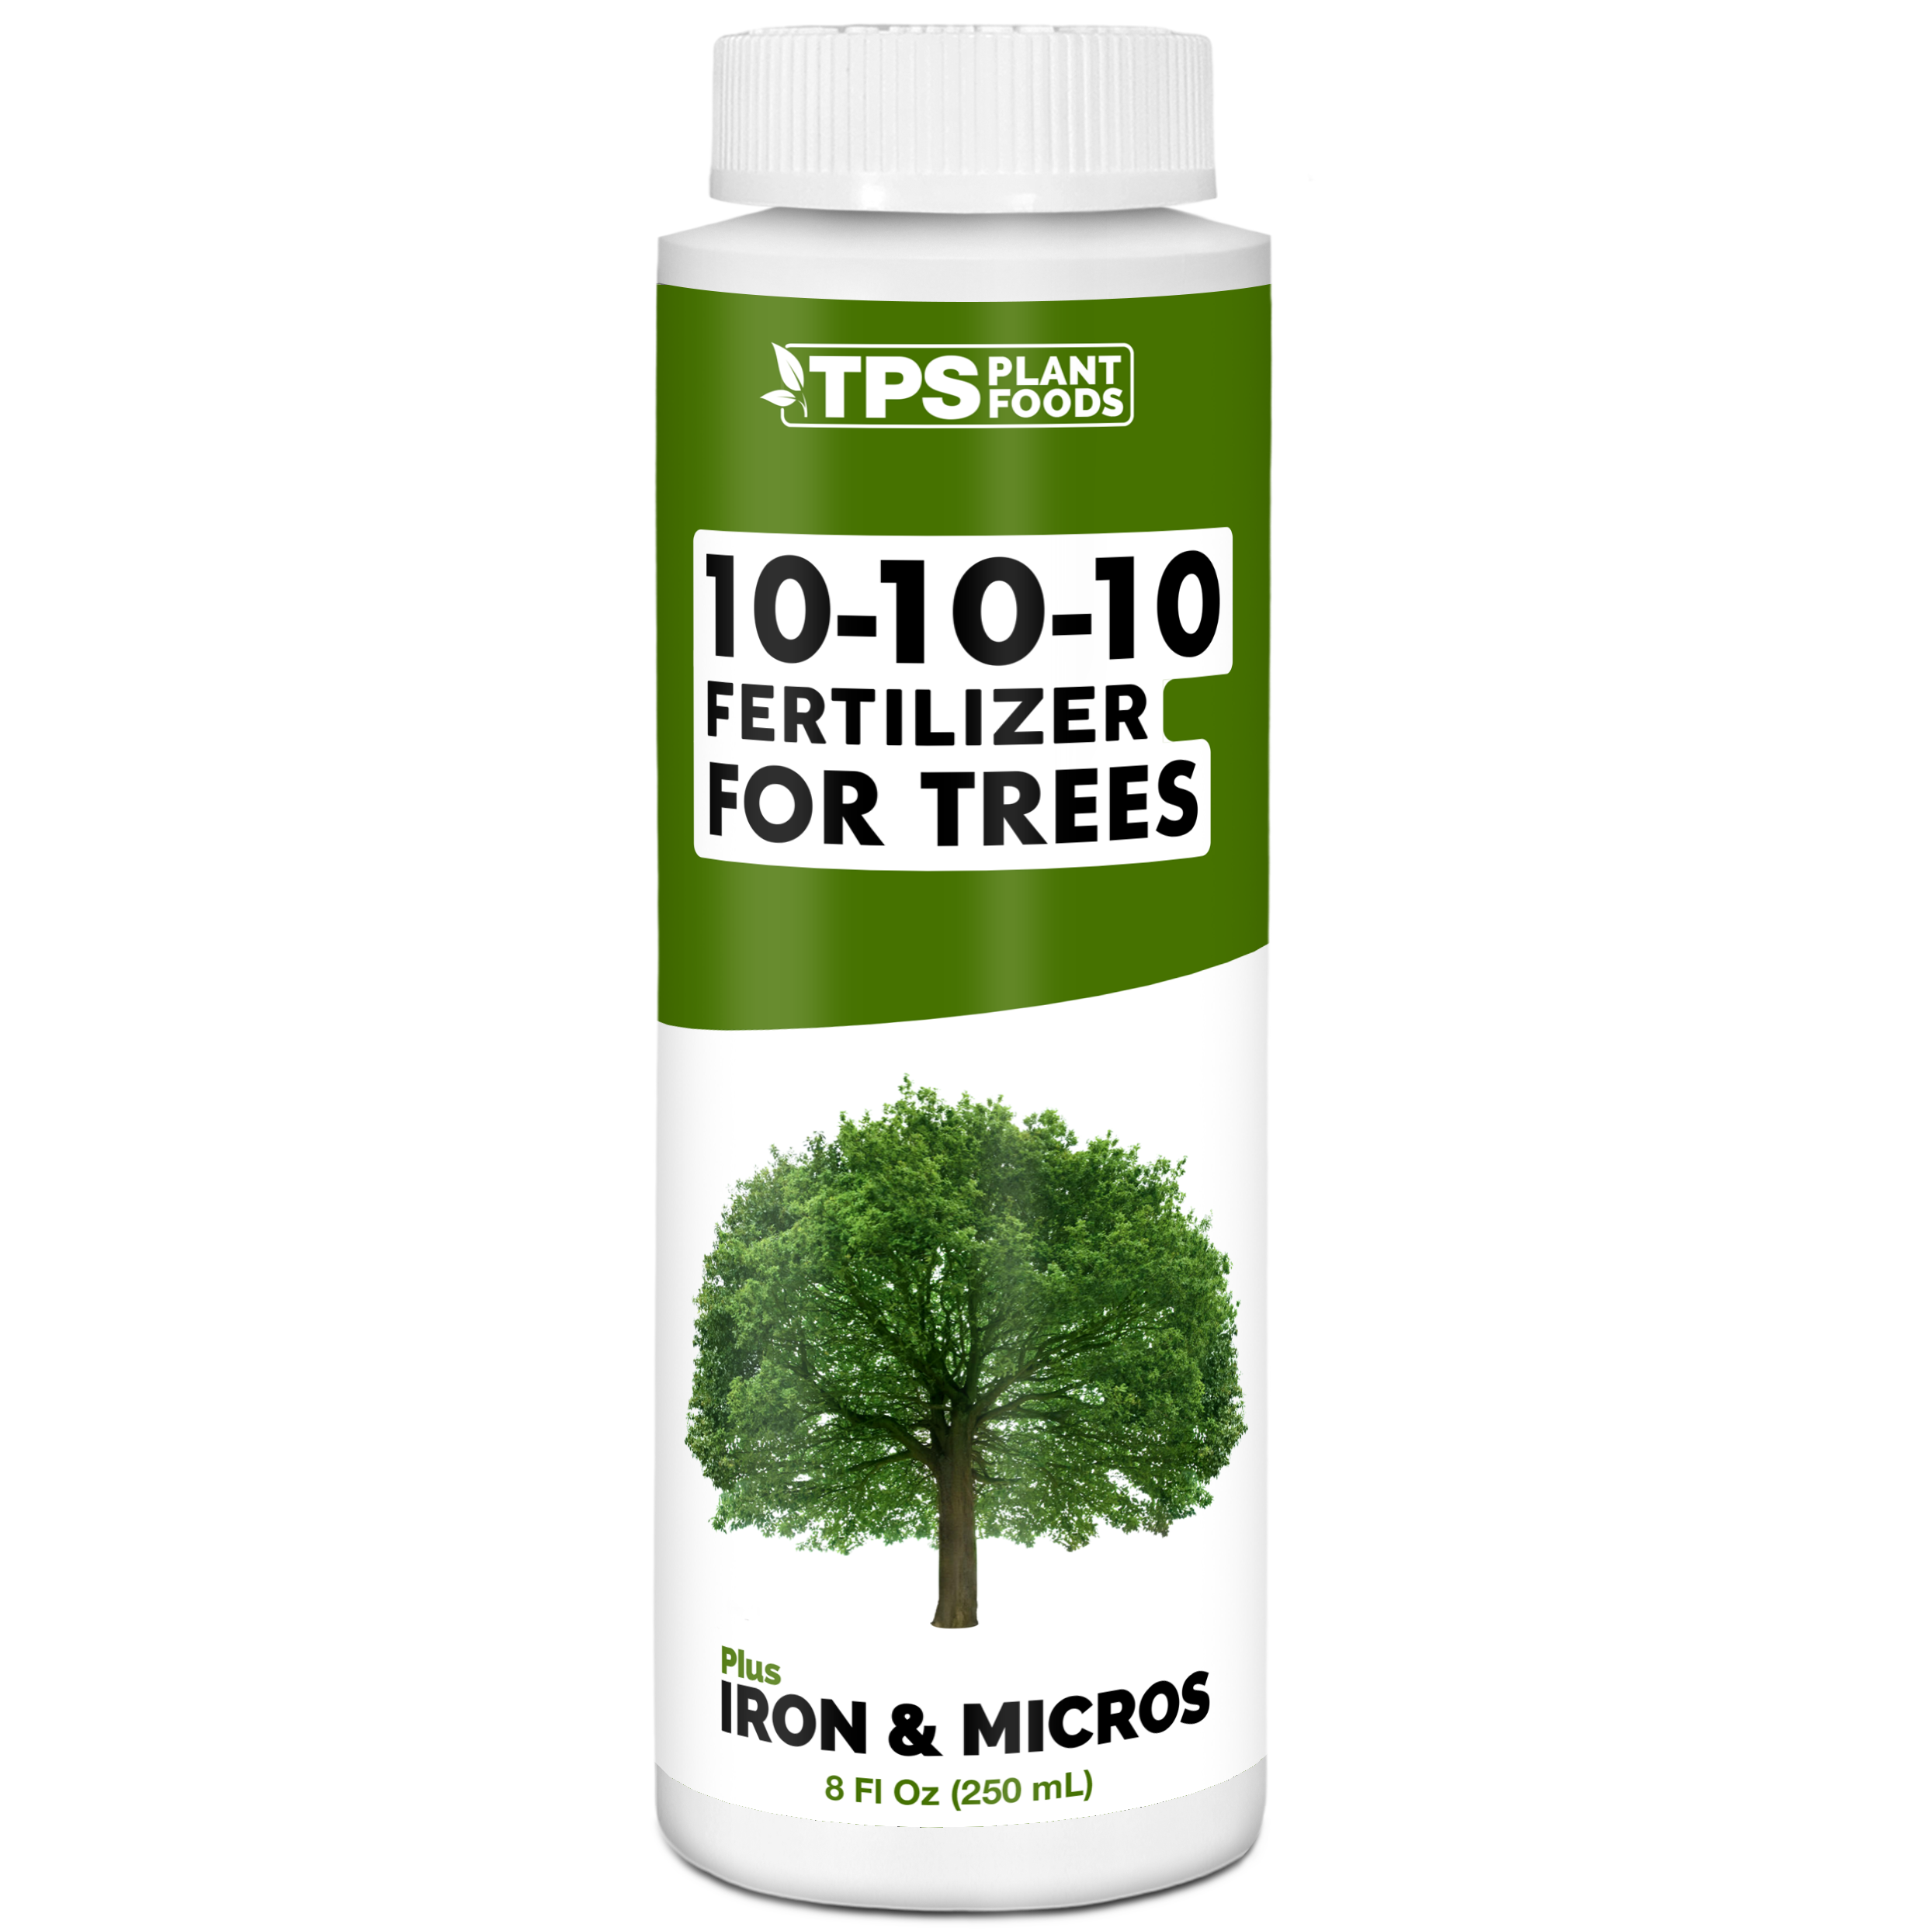 TPS PLANT FOODS
10-10-10
FERTILIZER
FOR TREES
Plus
IRON & MICROS
8 Fl Oz (250 mL)